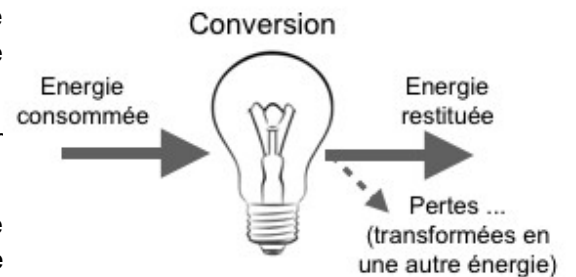 Conversion
Energie
consommée
Energie
restituée
Pertes ...
(transformées en
une autre énergie)